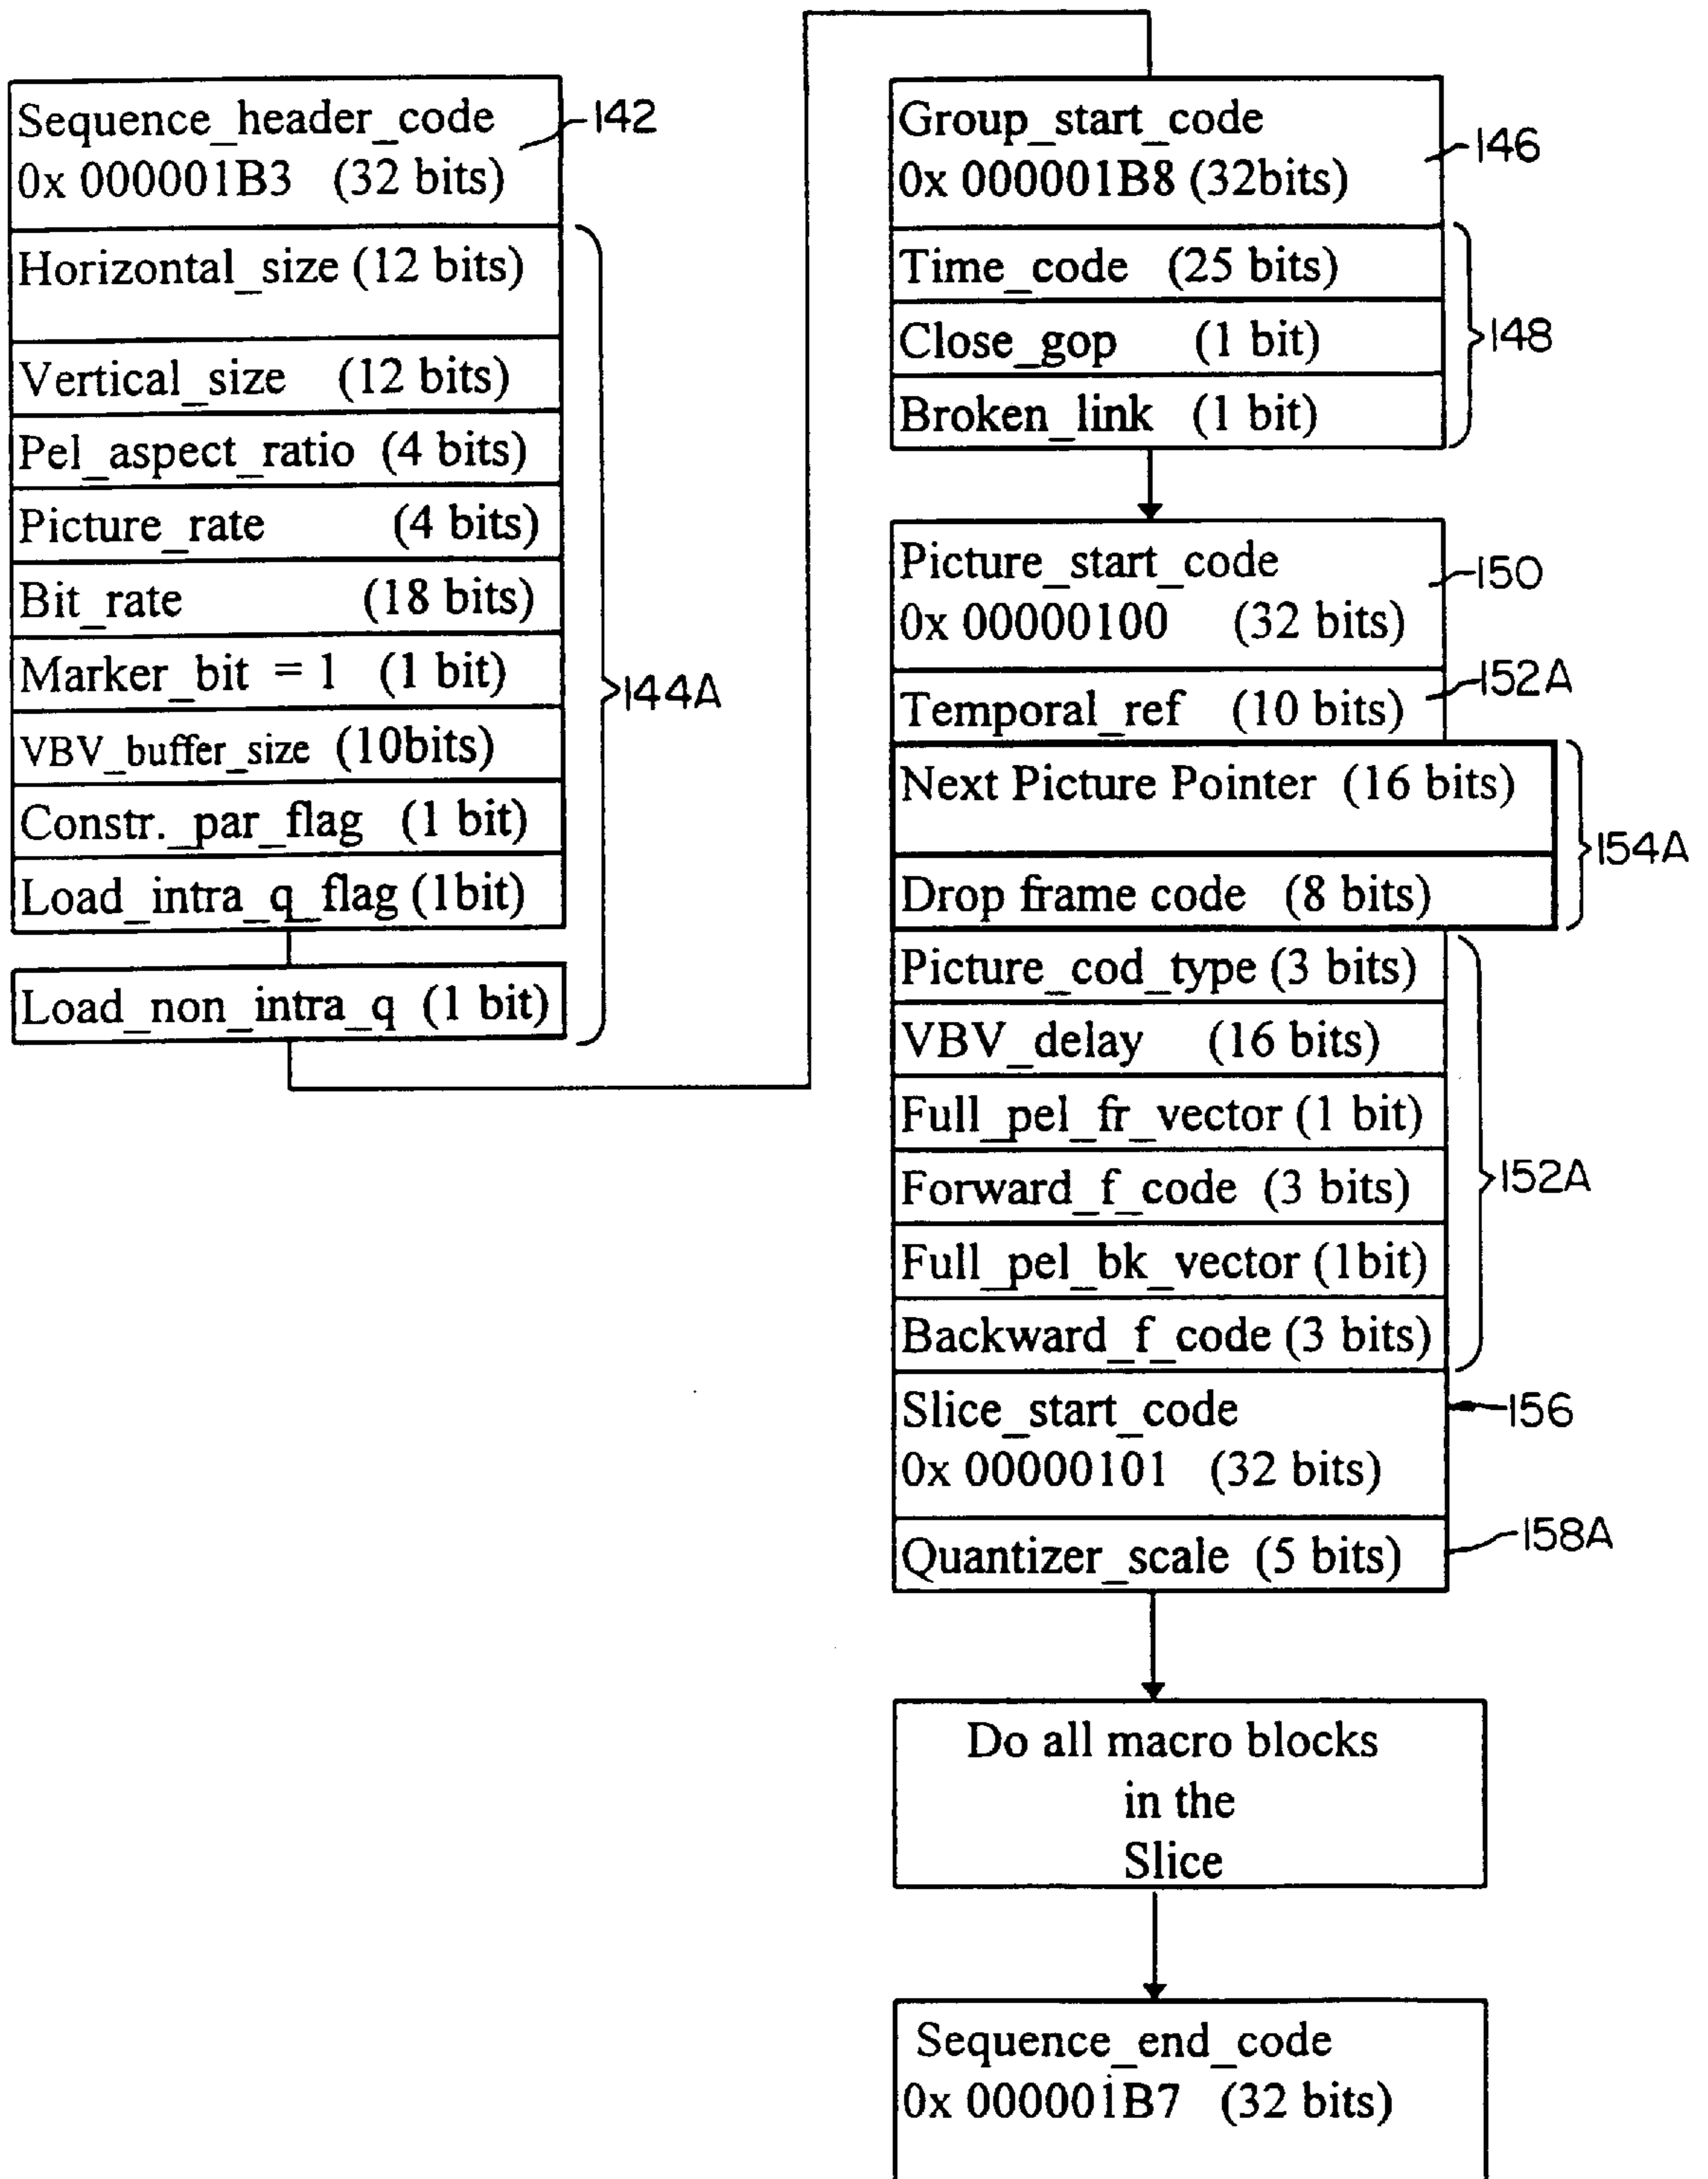 Sequence_header_code
0x 000001B3 (32 bits)
142
Horizontal_size (12 bits)
Vertical_size (12 bits)
Pel_aspect_ratio (4 bits)
Picture_rate (4 bits)
Bit_rate (18 bits)
Marker_bit = 1 (1 bit)
VBV_buffer_size (10bits)
Constr._par_flag (1 bit)
Load_intra_q_flag (1bit)
Load_non_intra_q (1 bit)
144A
Group_start_code
0x 000001B8 (32bits)
146
Time_code (25 bits)
Close_gop (1 bit)
Broken_link (1 bit)
148
Picture_start_code
0x 00000100 (32 bits)
150
Temporal_ref (10 bits)
152A
Next Picture Pointer (16 bits)
Drop frame code (8 bits)
154A
Picture_cod_type (3 bits)
VBV_delay (16 bits)
Full_pel_fr_vector (1 bit)
Forward_f_code (3 bits)
Full_pel_bk_vector (1bit)
Backward_f_code (3 bits)
152A
Slice_start_code
0x 00000101 (32 bits)
156
Quantizer_scale (5 bits)
158A
Do all macro blocks
in the
Slice
Sequence_end_code
0x 000001B7 (32 bits)